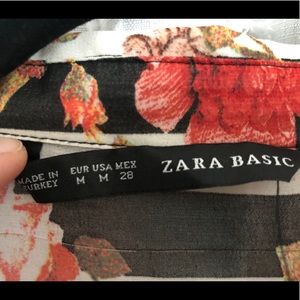 MADE IN
TURKEY
EUR USA MEX
M M 28
ZARA BASIC